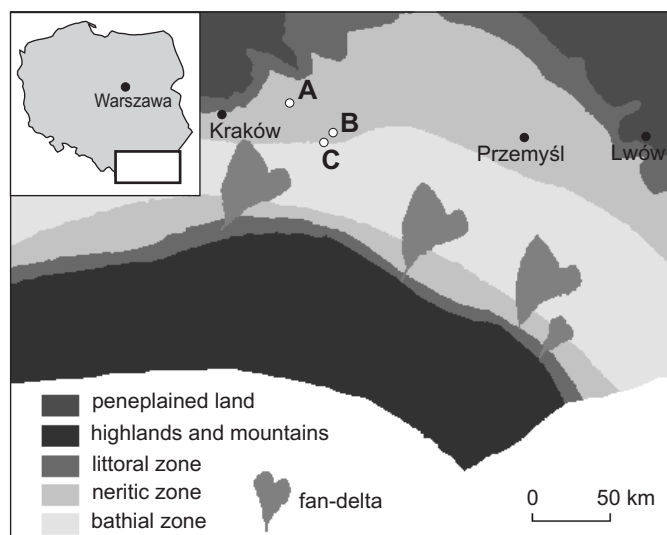 Warszawa
A
Kraków
B
C
Przemyśl
Lwów
peneplained land
highlands and mountains
littoral zone
neritic zone
bathial zone
fan-delta
0 50 km